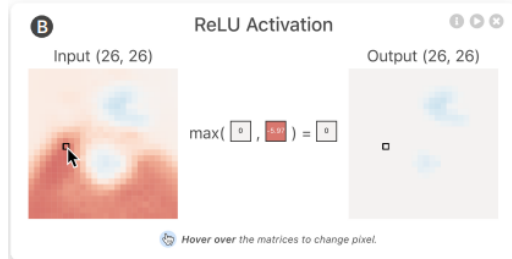 B
ReLU Activation
Input (26, 26)
Output (26, 26)
max( 0 , -5.97 ) = 0
Hover over the matrices to change pixel.